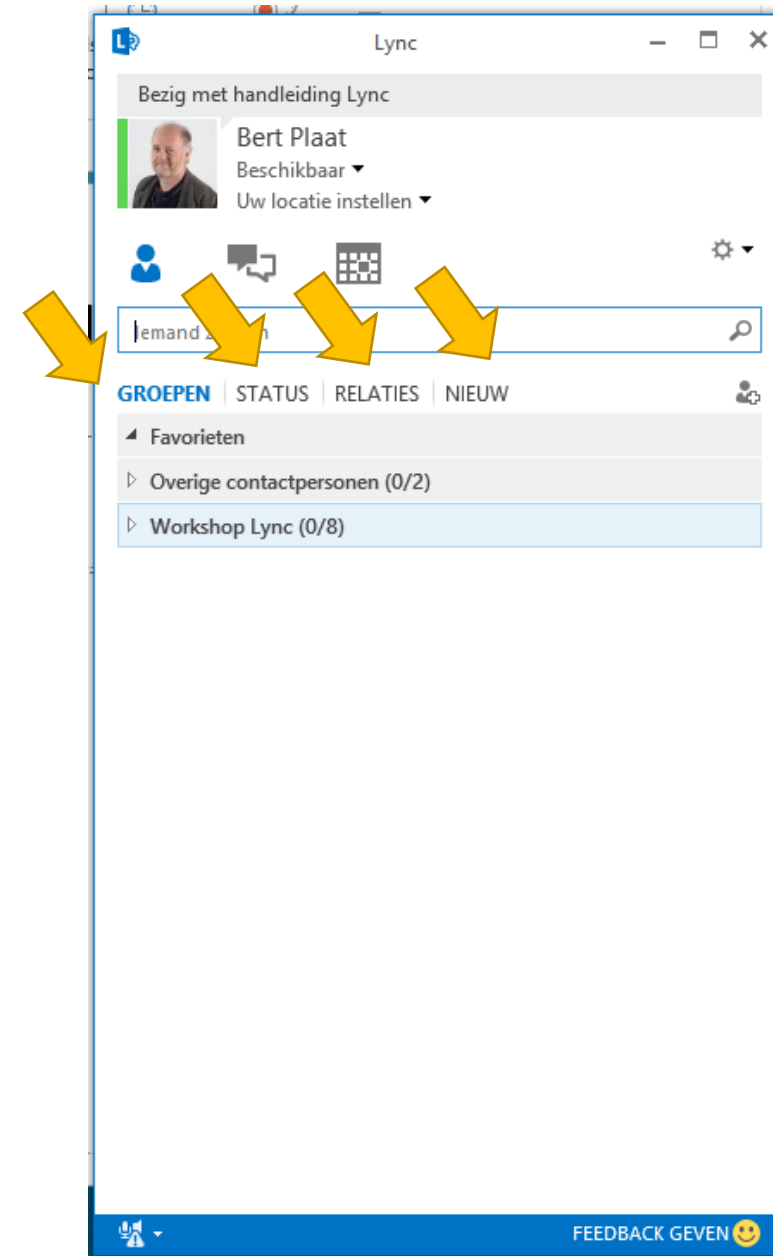 Lync
Bezig met handleiding Lync
Bert Plaat
Beschikbaar
Uw locatie instellen
Iemand
GROEPEN STATUS RELATIES NIEUW
Favorieten
Overige contactpersonen (0/2)
Workshop Lync (0/8)
FEEDBACK GEVEN